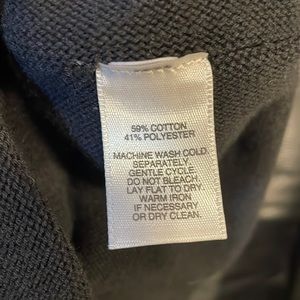 59% COTTON
41% POLYESTER
MACHINE WASH COLD
SEPARATELY
GENTLE CYCLE.
DO NOT BLEACH.
LAY FLAT TO DRY
WARM IRON
IF NECESSARY
OR DRY CLEAN.